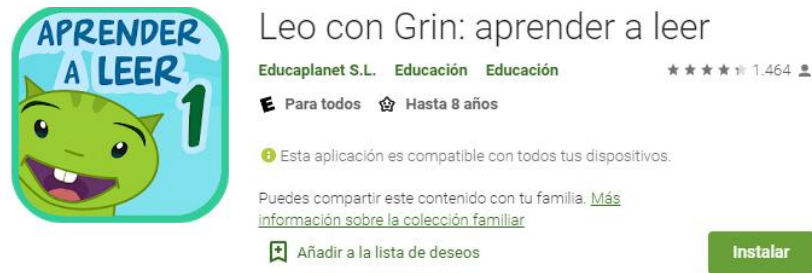 APRENDER
A LEER
1
Leo con Grin: aprender a leer
Educaplanet S.L. Educación Educación 1.464
E Para todos Hasta 8 años
Esta aplicación es compatible con todos tus dispositivos.
Puedes compartir este contenido con tu familia. Más
información sobre la colección familiar
Añadir a la lista de deseos
Instalar